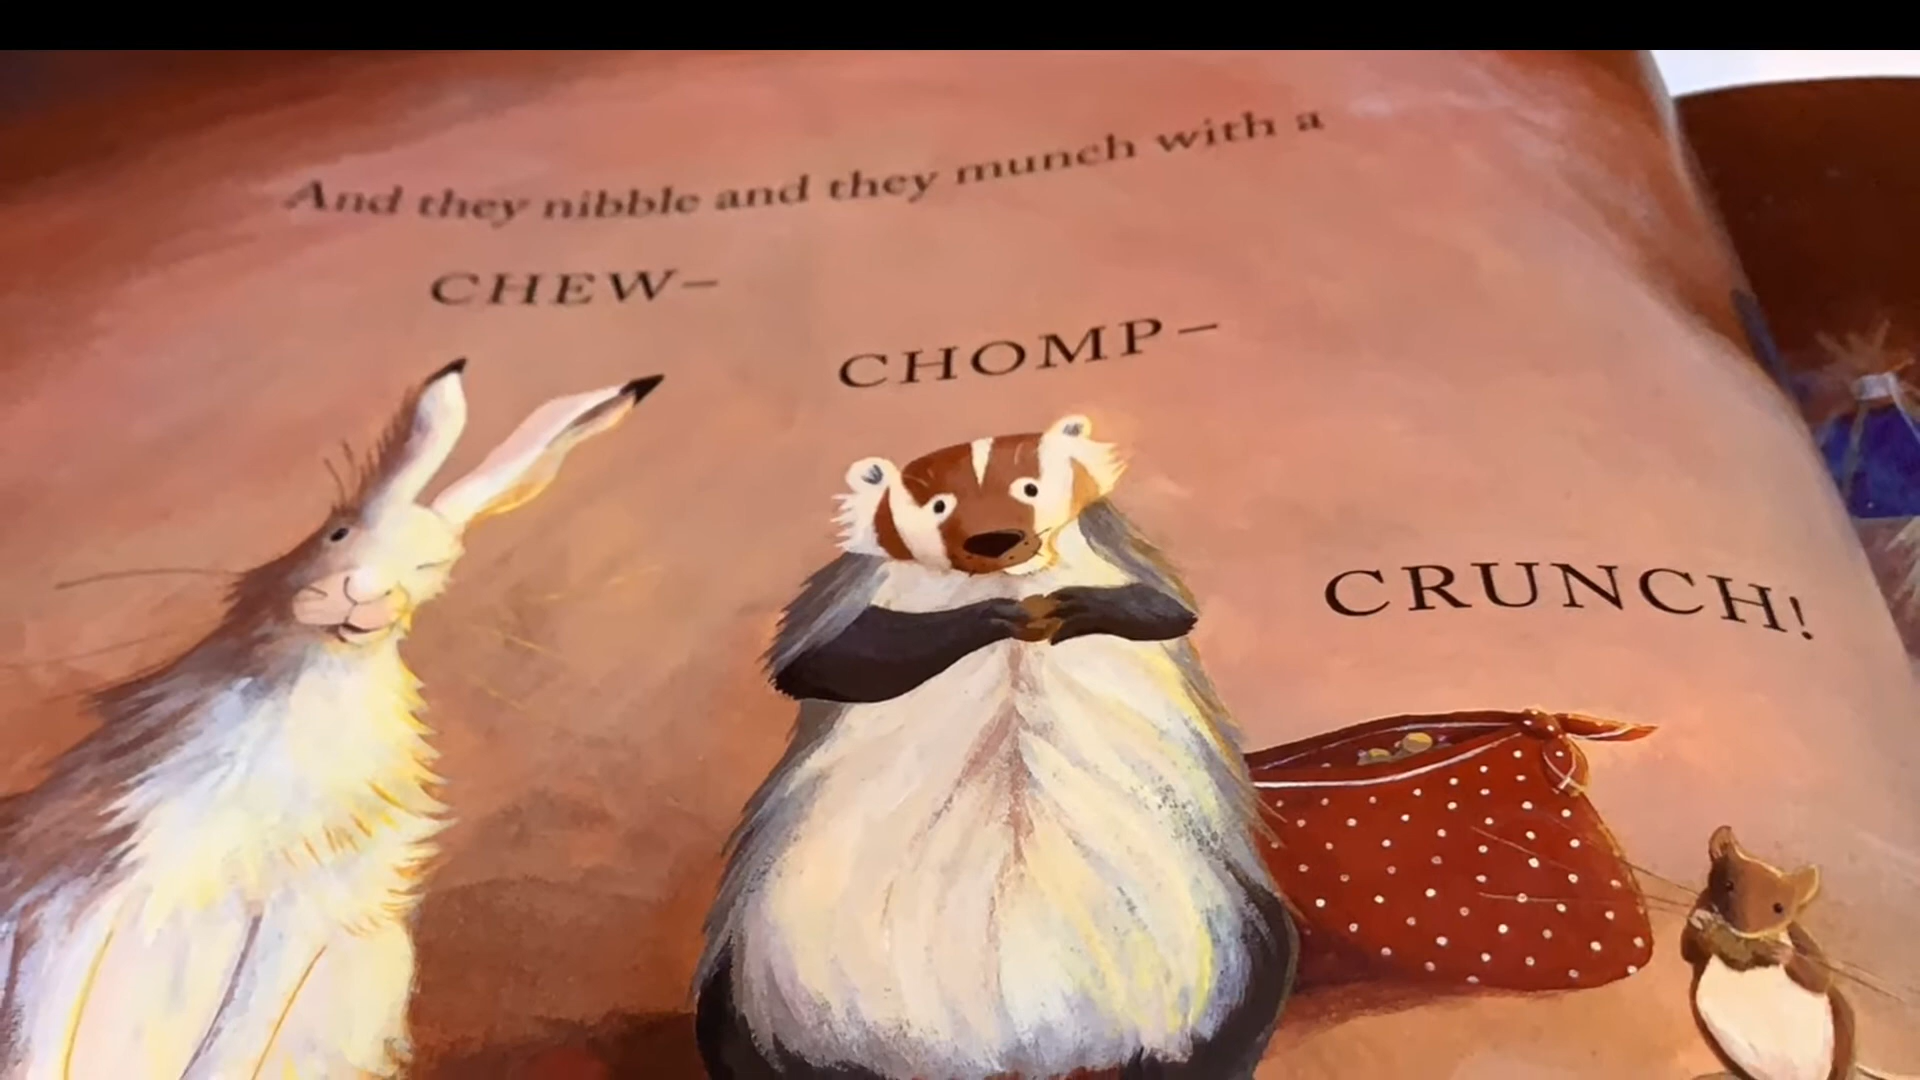 And they nibble and they munch with a
CHEW–
CHOMP–
CRUNCH!